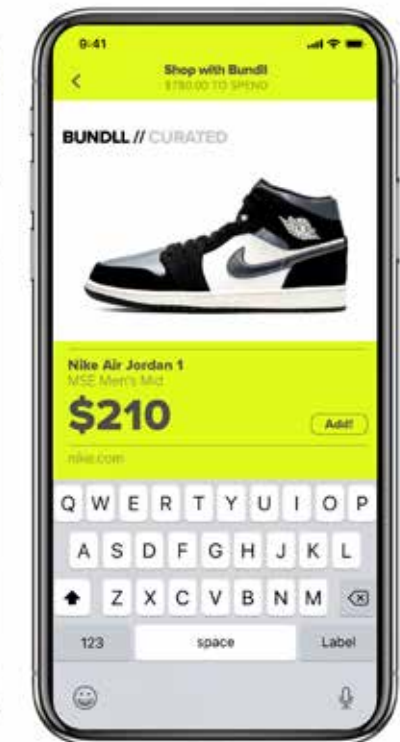 9:41
Shop with Bundll
$780.00 TO SPEND
BUNDLL // CURATED
Nike Air Jordan 1
MSE Men's Mid
$210
Add!
nike.com
Q W E R T Y U I O P
A S D F G H J K L
Z X C V B N M
123 space Label